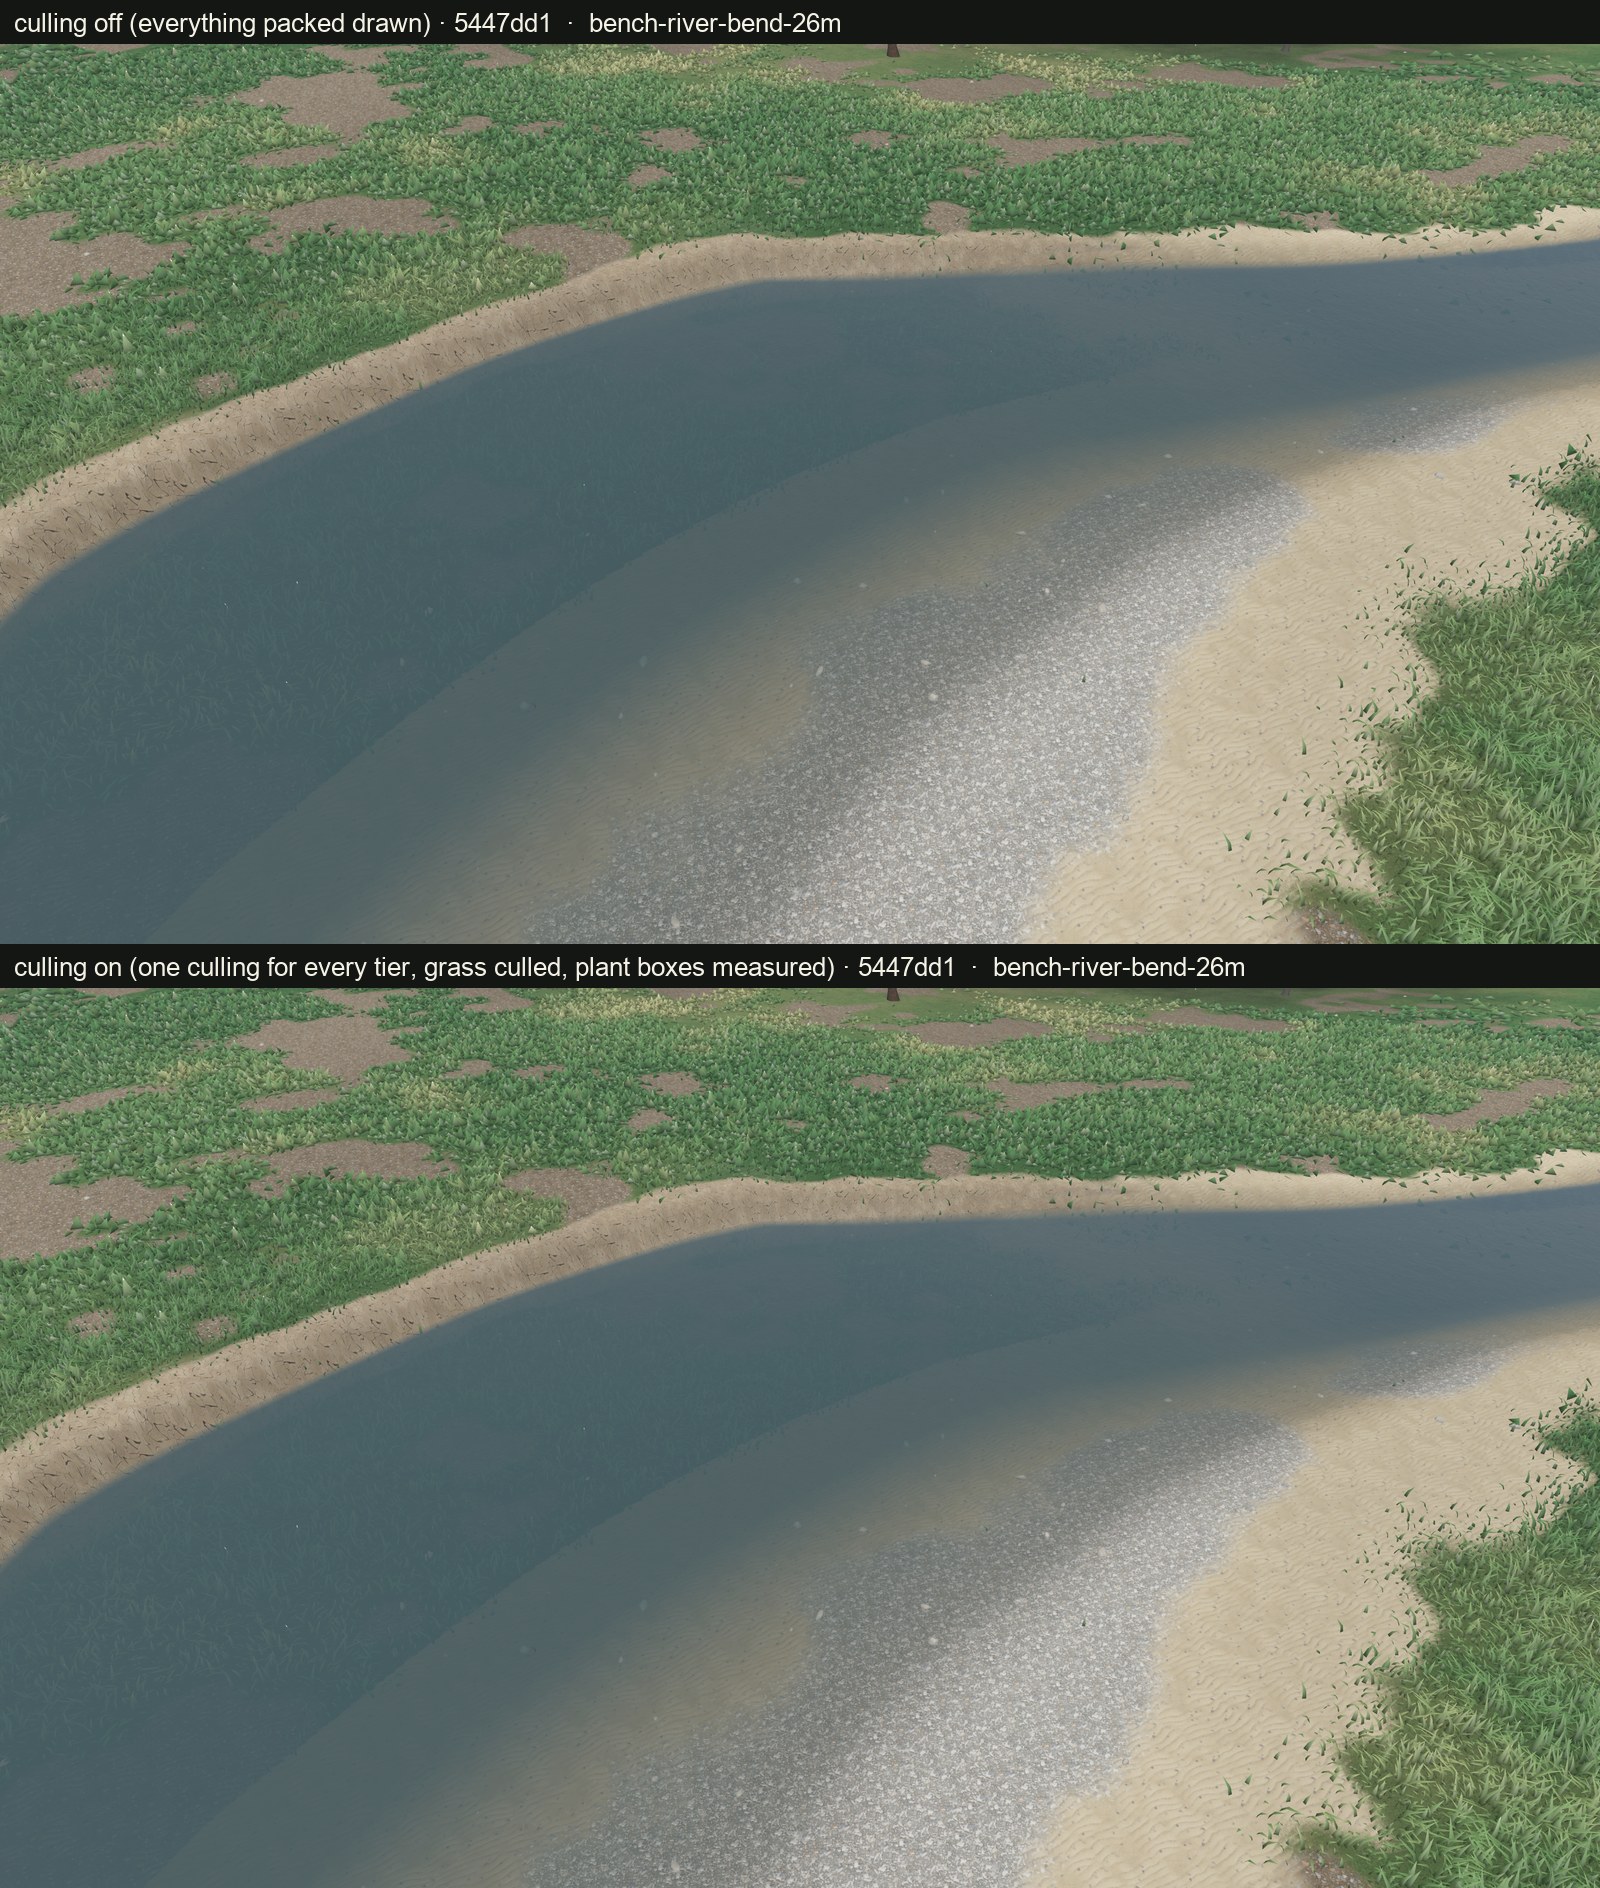 culling off (everything packed drawn) · 5447dd1 · bench-river-bend-26m
culling on (one culling for every tier, grass culled, plant boxes measured) · 5447dd1 · bench-river-bend-26m